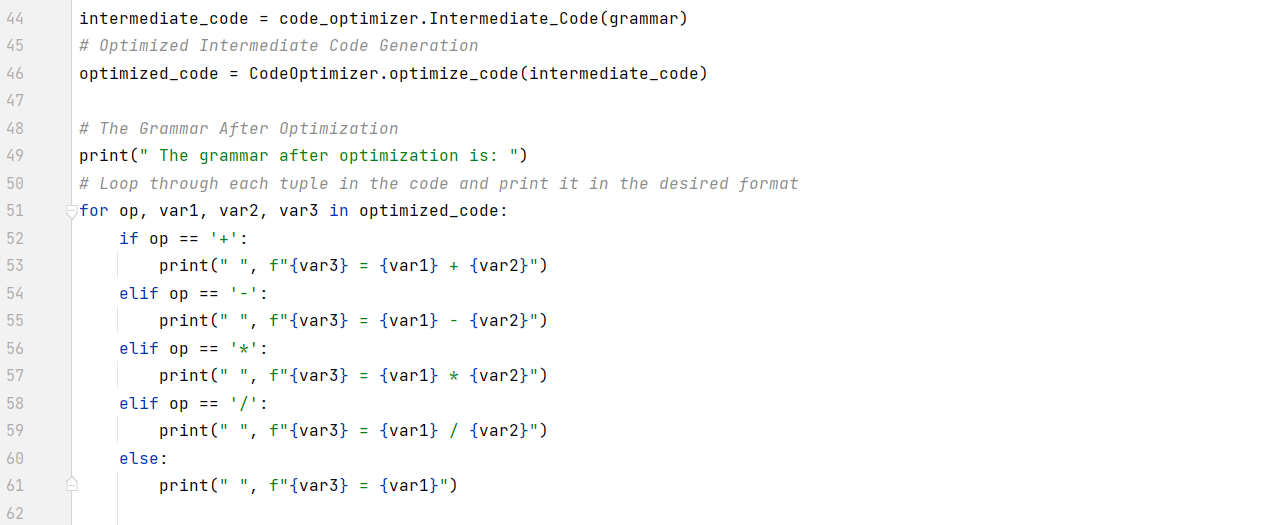 44 intermediate_code = code_optimizer.Intermediate_Code(grammar)
45 # Optimized Intermediate Code Generation
46 optimized_code = CodeOptimizer.optimize_code(intermediate_code)
47
48 # The Grammar After Optimization
49 print(" The grammar after optimization is: ")
50 # Loop through each tuple in the code and print it in the desired format
51 for op, var1, var2, var3 in optimized_code:
52     if op == '+':
53         print(" ", f"{var3} = {var1} + {var2}")
54     elif op == '-':
55         print(" ", f"{var3} = {var1} - {var2}")
56     elif op == '*':
57         print(" ", f"{var3} = {var1} * {var2}")
58     elif op == '/':
59         print(" ", f"{var3} = {var1} / {var2}")
60     else:
61         print(" ", f"{var3} = {var1}")
62